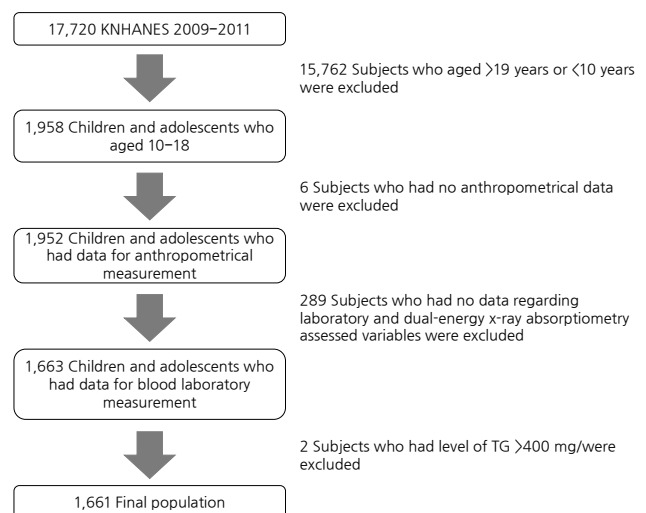 17,720 KNHANES 2009–2011
15,762 Subjects who aged >19 years or <10 years
were excluded
1,958 Children and adolescents who
aged 10–18
6 Subjects who had no anthropometrical data
were excluded
1,952 Children and adolescents who
had data for anthropometrical
measurement
289 Subjects who had no data regarding
laboratory and dual-energy x-ray absorptiometry
assessed variables were excluded
1,663 Children and adolescents who
had data for blood laboratory
measurement
2 Subjects who had level of TG >400 mg/were
excluded
1,661 Final population